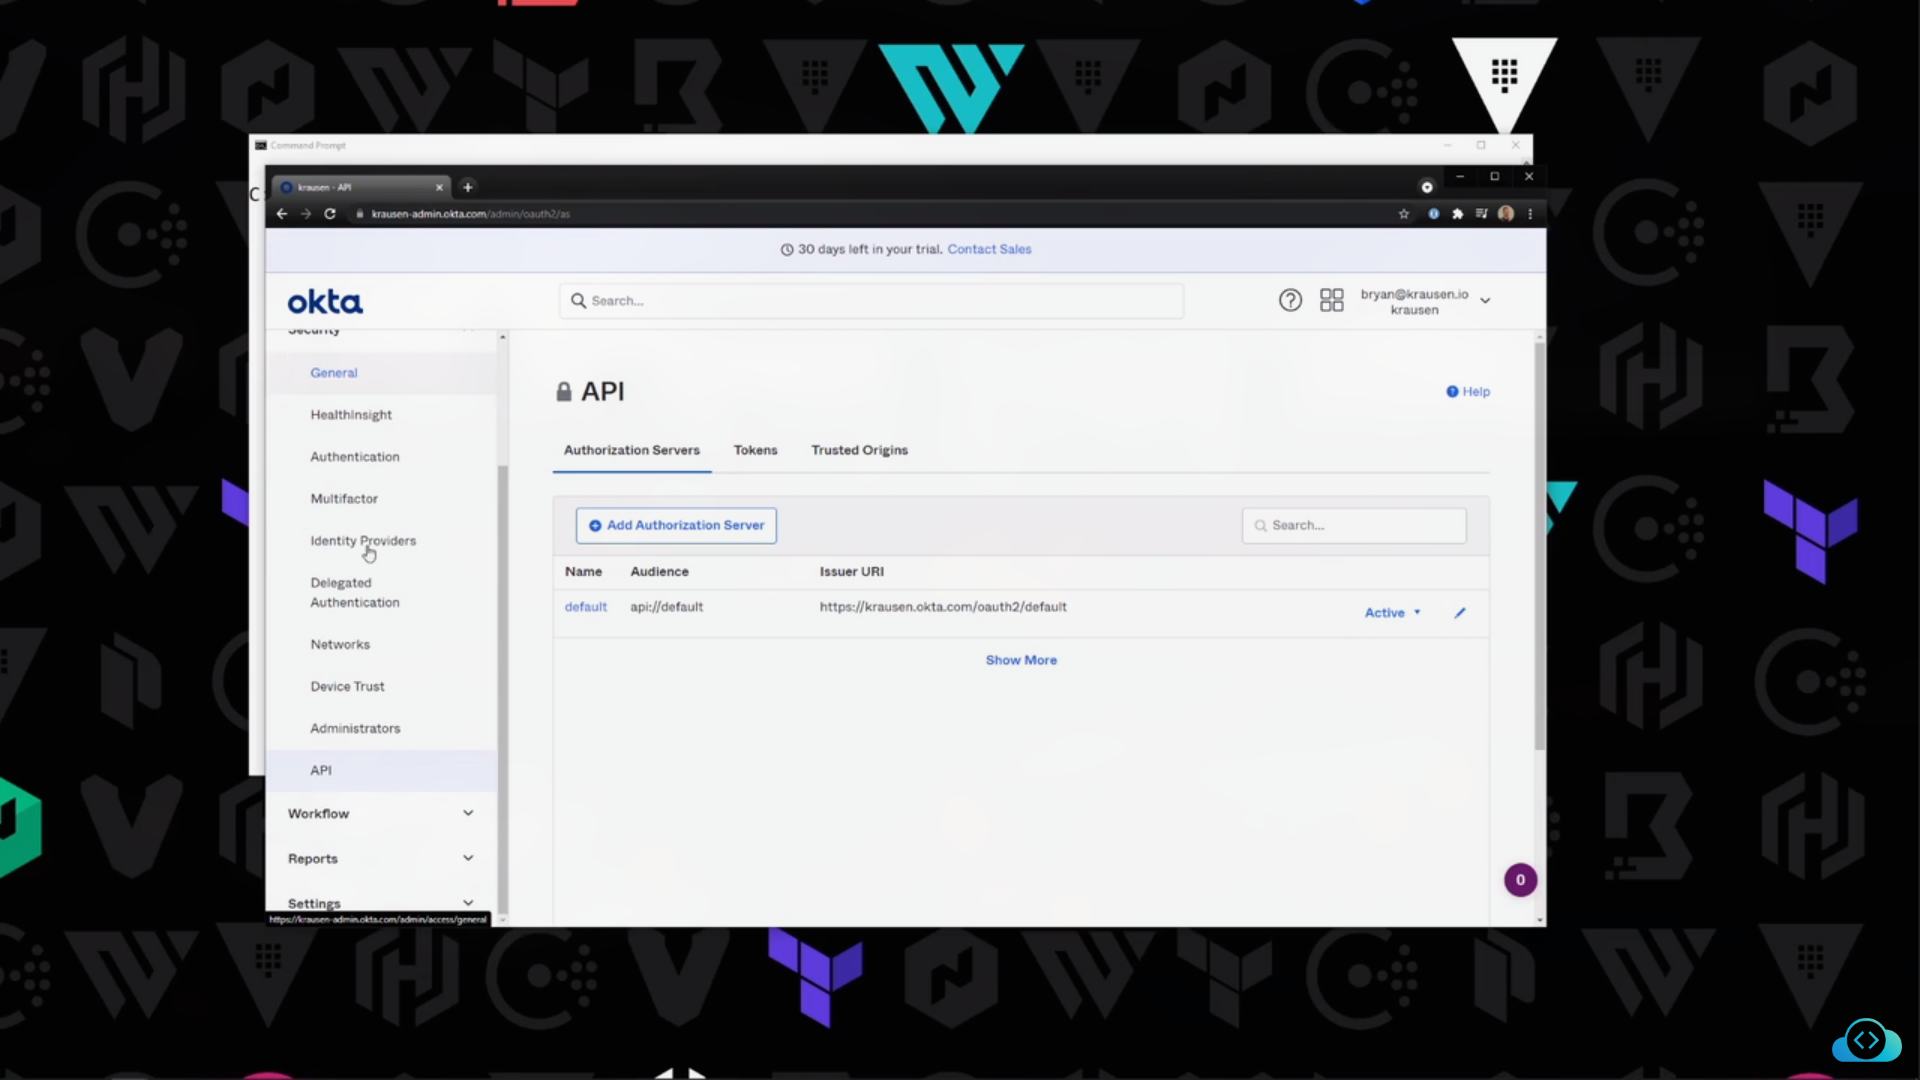 Command Prompt
C:
krausen - API
krausen-admin.okta.com/admin/oauth2/as
30 days left in your trial. Contact Sales
okta
Search...
bryan@krausen.io
krausen
Security
General
HealthInsight
Authentication
Multifactor
Identity Providers
Delegated
Authentication
Networks
Device Trust
Administrators
API
Workflow
Reports
Settings
https://krausen-admin.okta.com/admin/access/general
API
Help
Authorization Servers
Tokens
Trusted Origins
Add Authorization Server
Search...
Name
Audience
Issuer URI
default
api://default
https://krausen.okta.com/oauth2/default
Active
Show More
0